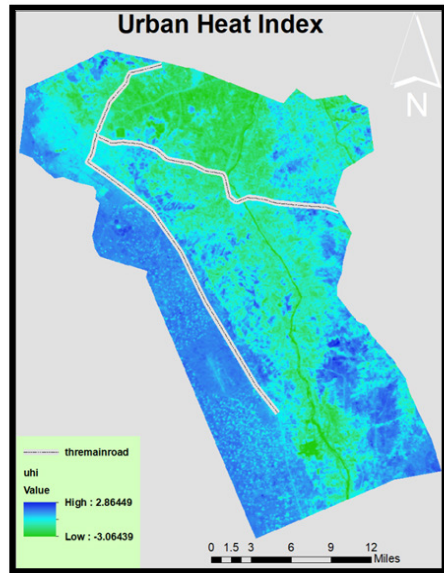 Urban Heat Index
N
thremainroad
uhi
Value
High : 2.86449
Low : -3.06439
0 1.5 3 6 9 12
Miles